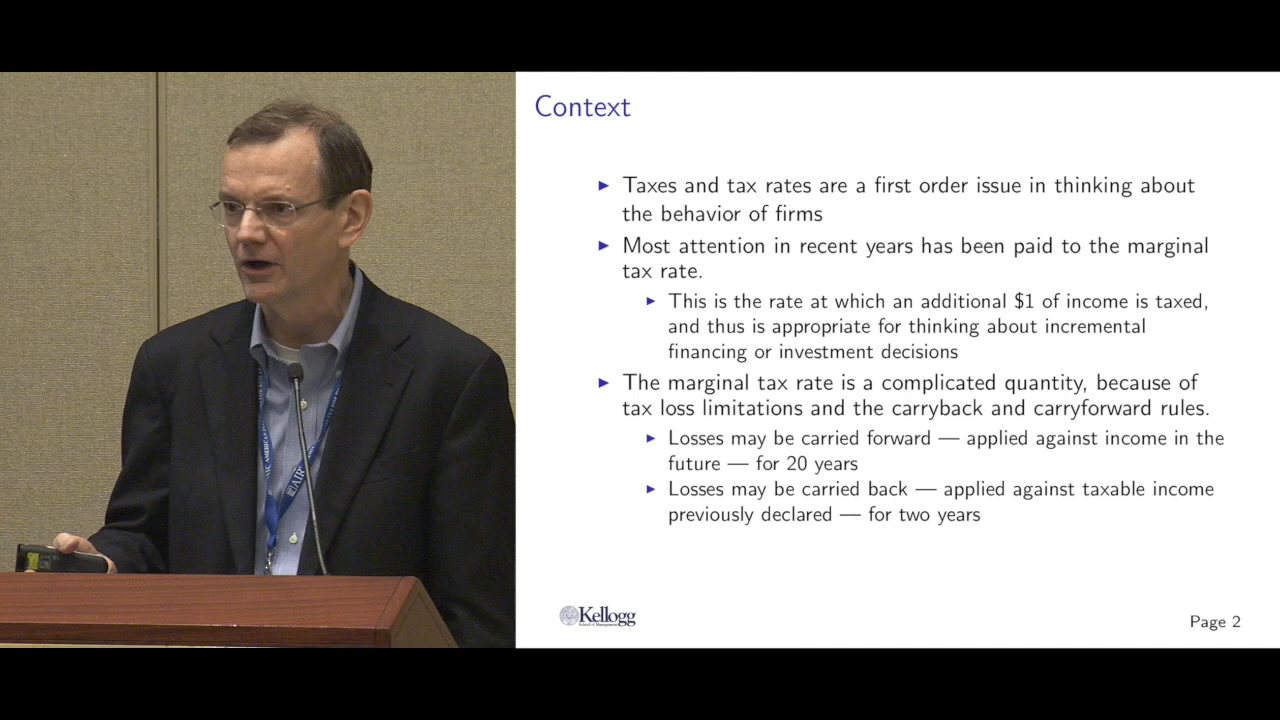 Context
▶ Taxes and tax rates are a first order issue in thinking about
the behavior of firms
▶ Most attention in recent years has been paid to the marginal
tax rate.
▶ This is the rate at which an additional $1 of income is taxed,
and thus is appropriate for thinking about incremental
financing or investment decisions
▶ The marginal tax rate is a complicated quantity, because of
tax loss limitations and the carryback and carryforward rules.
▶ Losses may be carried forward — applied against income in the
future — for 20 years
▶ Losses may be carried back — applied against taxable income
previously declared — for two years
Kellogg
School of Management
Page 2